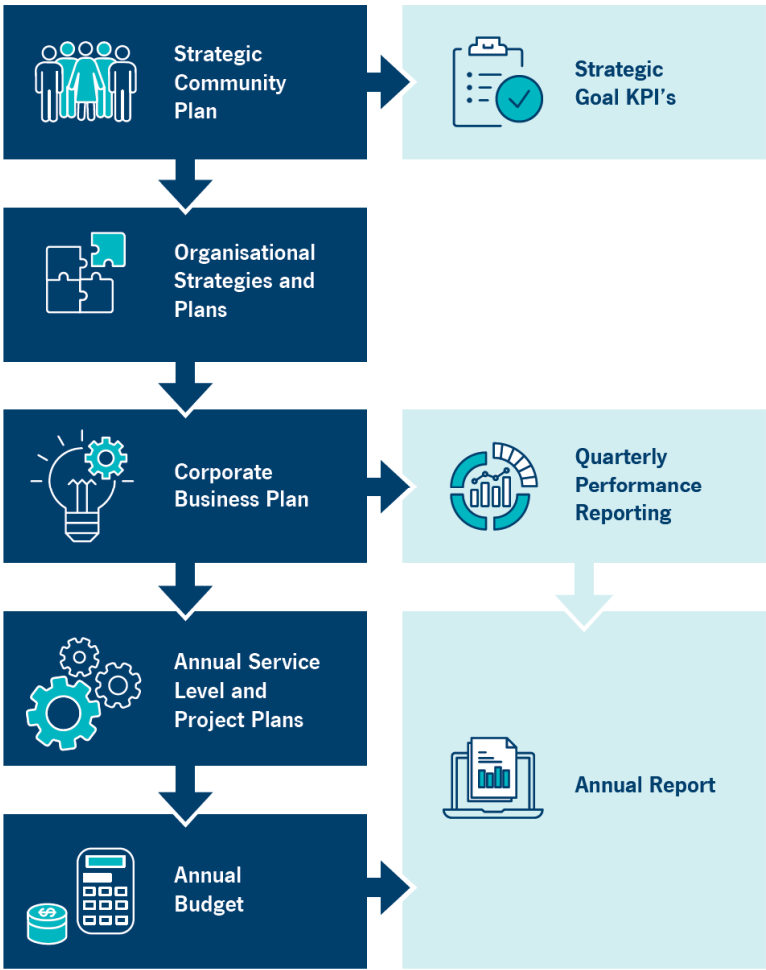 Strategic
Community
Plan
Strategic
Goal KPI’s
Organisational
Strategies and
Plans
Corporate
Business Plan
Quarterly
Performance
Reporting
Annual Service
Level and
Project Plans
Annual Report
Annual
Budget
$